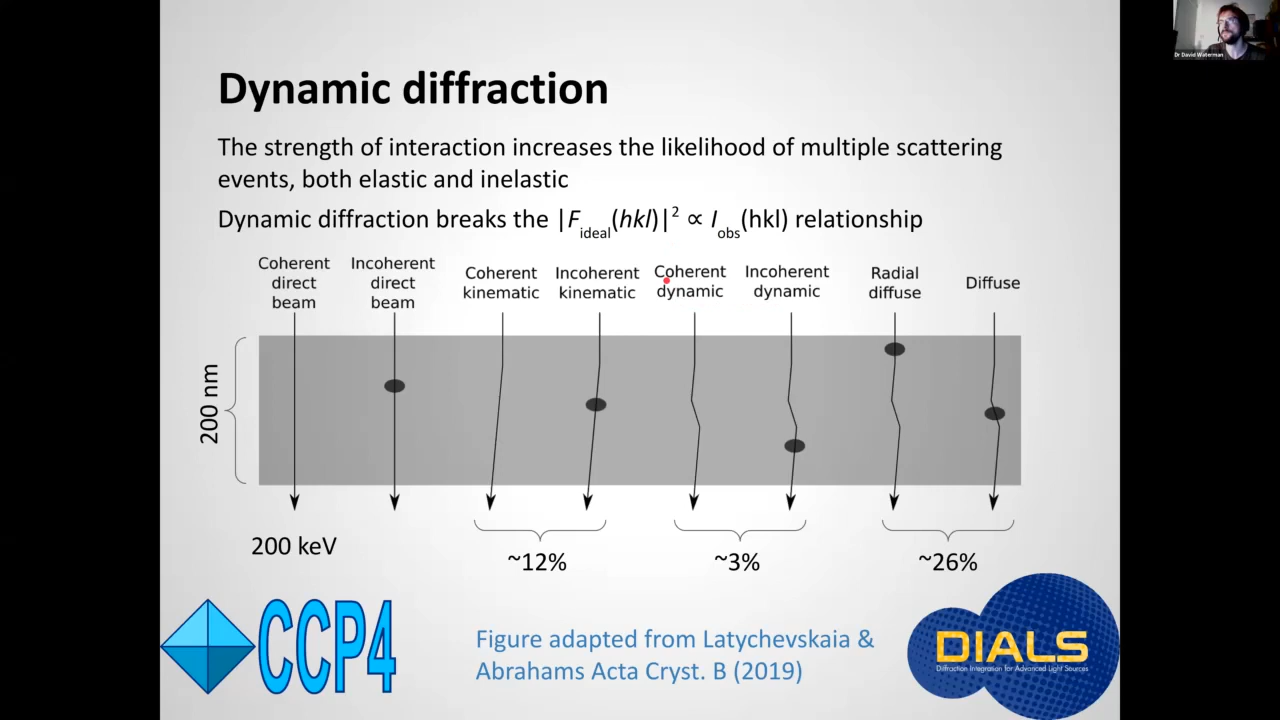 Dr David Waterman
Dynamic diffraction
The strength of interaction increases the likelihood of multiple scattering
events, both elastic and inelastic
Dynamic diffraction breaks the |F_ideal(hkl)|² ∝ I_obs(hkl) relationship
Coherent direct beam
Incoherent direct beam
Coherent kinematic
Incoherent kinematic
Coherent dynamic
Incoherent dynamic
Radial diffuse
Diffuse
200 nm
200 keV
~12%
~3%
~26%
CCP4
Figure adapted from Latychevskaia &
Abrahams Acta Cryst. B (2019)
DIALS
Diffraction Integration for Advanced Light Sources